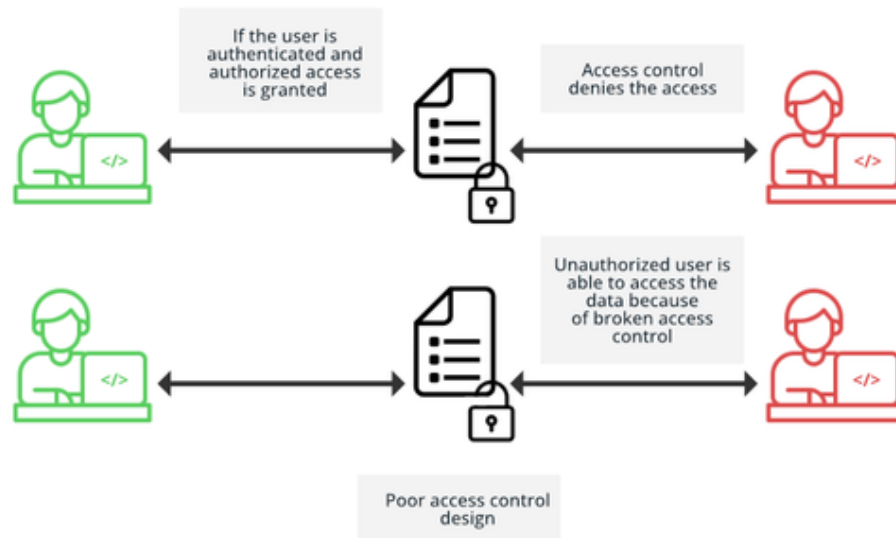 If the user is
authenticated and
authorized access
is granted
Access control
denies the access
</>
</>
Unauthorized user is
able to access the
data because
of broken access
control
</>
</>
Poor access control
design